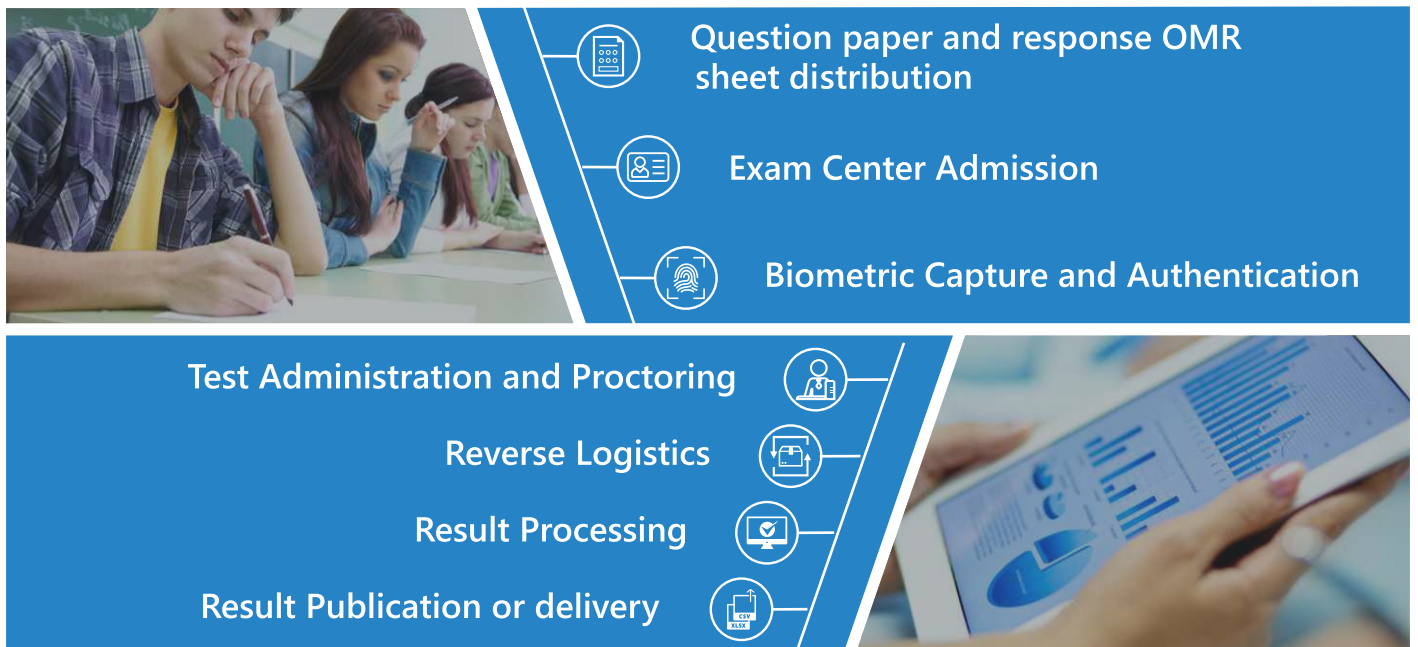 Question paper and response OMR
sheet distribution
Exam Center Admission
Biometric Capture and Authentication
Test Administration and Proctoring
Reverse Logistics
Result Processing
Result Publication or delivery
CSV
XLSX